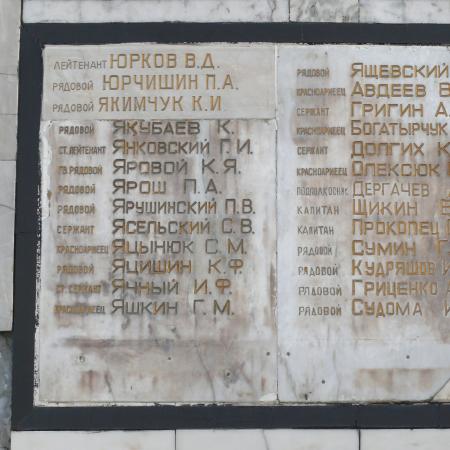 ЛЕЙТЕНАНТ ЮРКОВ В.Д.
РЯДОВОЙ ЮРЧИШИН П.А.
РЯДОВОЙ ЯКИМЧУК К.И
РЯДОВОЙ ЯКУБАЕВ К.
СТ. ЛЕЙТЕНАНТ ЯНКОВСКИЙ Г.И.
ГВ. РЯДОВОЙ ЯРОВОЙ К.Я.
РЯДОВОЙ ЯРОШ П.А.
РЯДОВОЙ ЯРУШИНСКИЙ П.В
СЕРЖАНТ ЯСЕЛЬСКИЙ С.В.
КРАСНОАРМЕЕЦ ЯЦЫНЮК С.М.
РЯДОВОЙ ЯЦИШИН К.Ф.
СТ. СЕРЖАНТ ЯЧНЫЙ И.Ф.
КРАСНОАРМЕЕЦ ЯШКИН Г.М.
РЯДОВОЙ ЯЩЕВСКИЙ
КРАСНОАРМЕЕЦ АВДЕЕВ В
СЕРЖАНТ ГРИГИН А.
КРАСНОАРМЕЕЦ БОГАТЫРЧУК
СЕРЖАНТ ДОЛГИХ К
КРАСНОАРМЕЕЦ ОЛЕКСЮК
ПОДПОЛКОВНИК ДЕРГАЧЕВ
КАПИТАН ЩИКИН
КАПИТАН ПРОКОПЕЦ
РЯДОВОЙ СУМИН Г
РЯДОВОЙ КУДРЯШОВ
РЯДОВОЙ ГРИЦЕНКО
РЯДОВОЙ СУДОМА